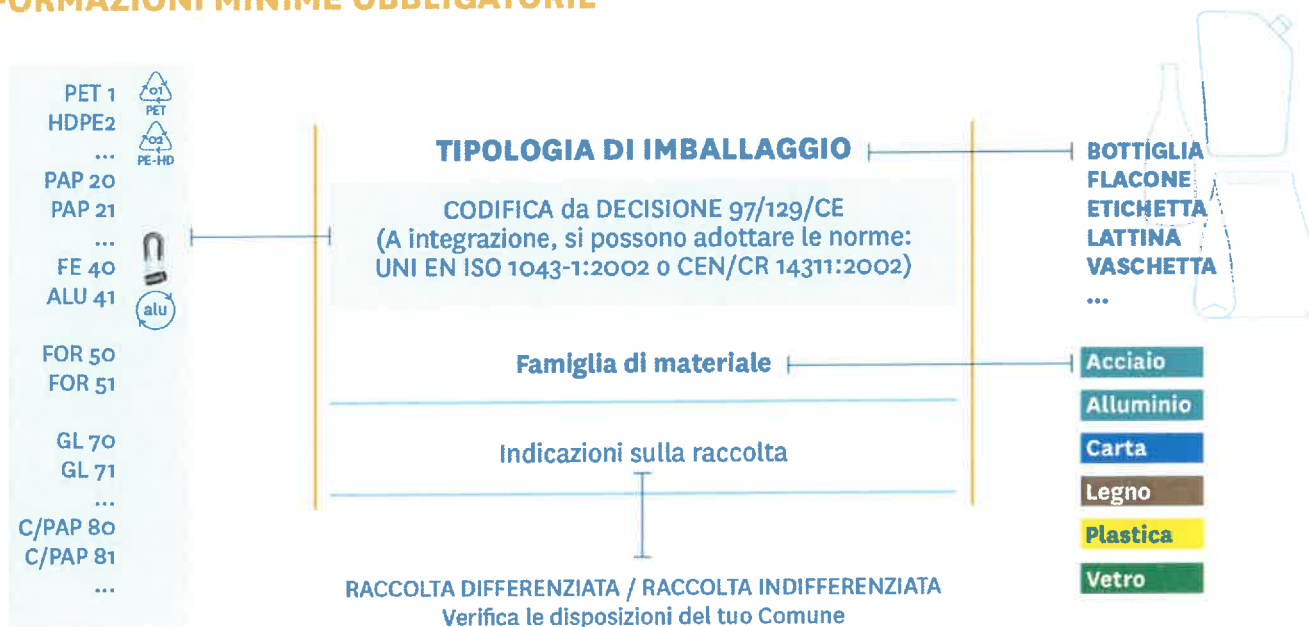 FORMAZIONI MINIME OBBLIGATORIE
PET 1
HDPE2
...
PAP 20
PAP 21
...
FE 40
ALU 41
FOR 50
FOR 51
GL 70
GL 71
...
C/PAP 80
C/PAP 81
...
01
PET
02
PE-HD
alu
TIPOLOGIA DI IMBALLAGGIO
CODIFICA da DECISIONE 97/129/CE
(A integrazione, si possono adottare le norme:
UNI EN ISO 1043-1:2002 o CEN/CR 14311:2002)
Famiglia di materiale
Indicazioni sulla raccolta
RACCOLTA DIFFERENZIATA / RACCOLTA INDIFFERENZIATA
Verifica le disposizioni del tuo Comune
BOTTIGLIA
FLACONE
ETICHETTA
LATTINA
VASCHETTA
...
Acciaio
Alluminio
Carta
Legno
Plastica
Vetro